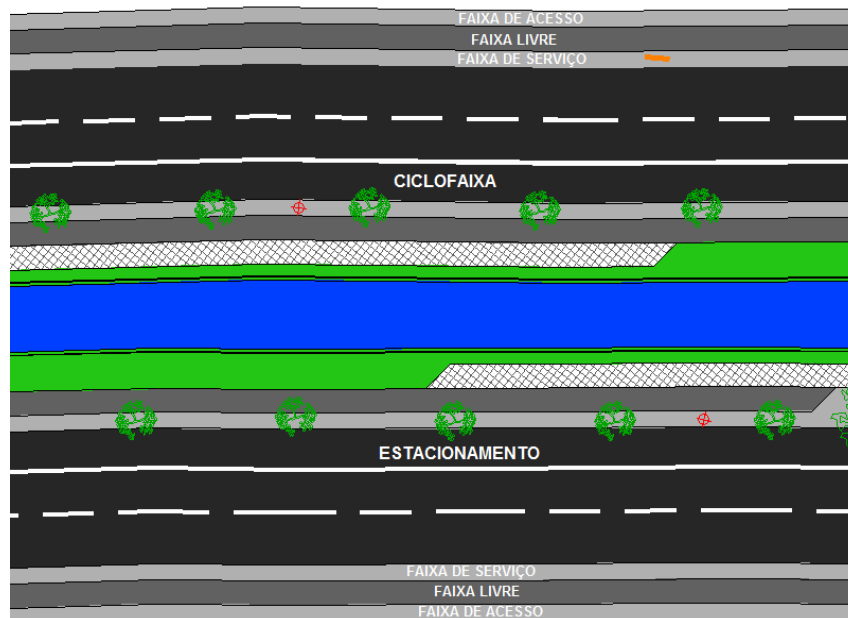 FAIXA DE ACESSO
FAIXA LIVRE
FAIXA DE SERVIÇO
CICLOFAIXA
ESTACIONAMENTO
FAIXA DE SERVIÇO
FAIXA LIVRE
FAIXA DE ACESSO